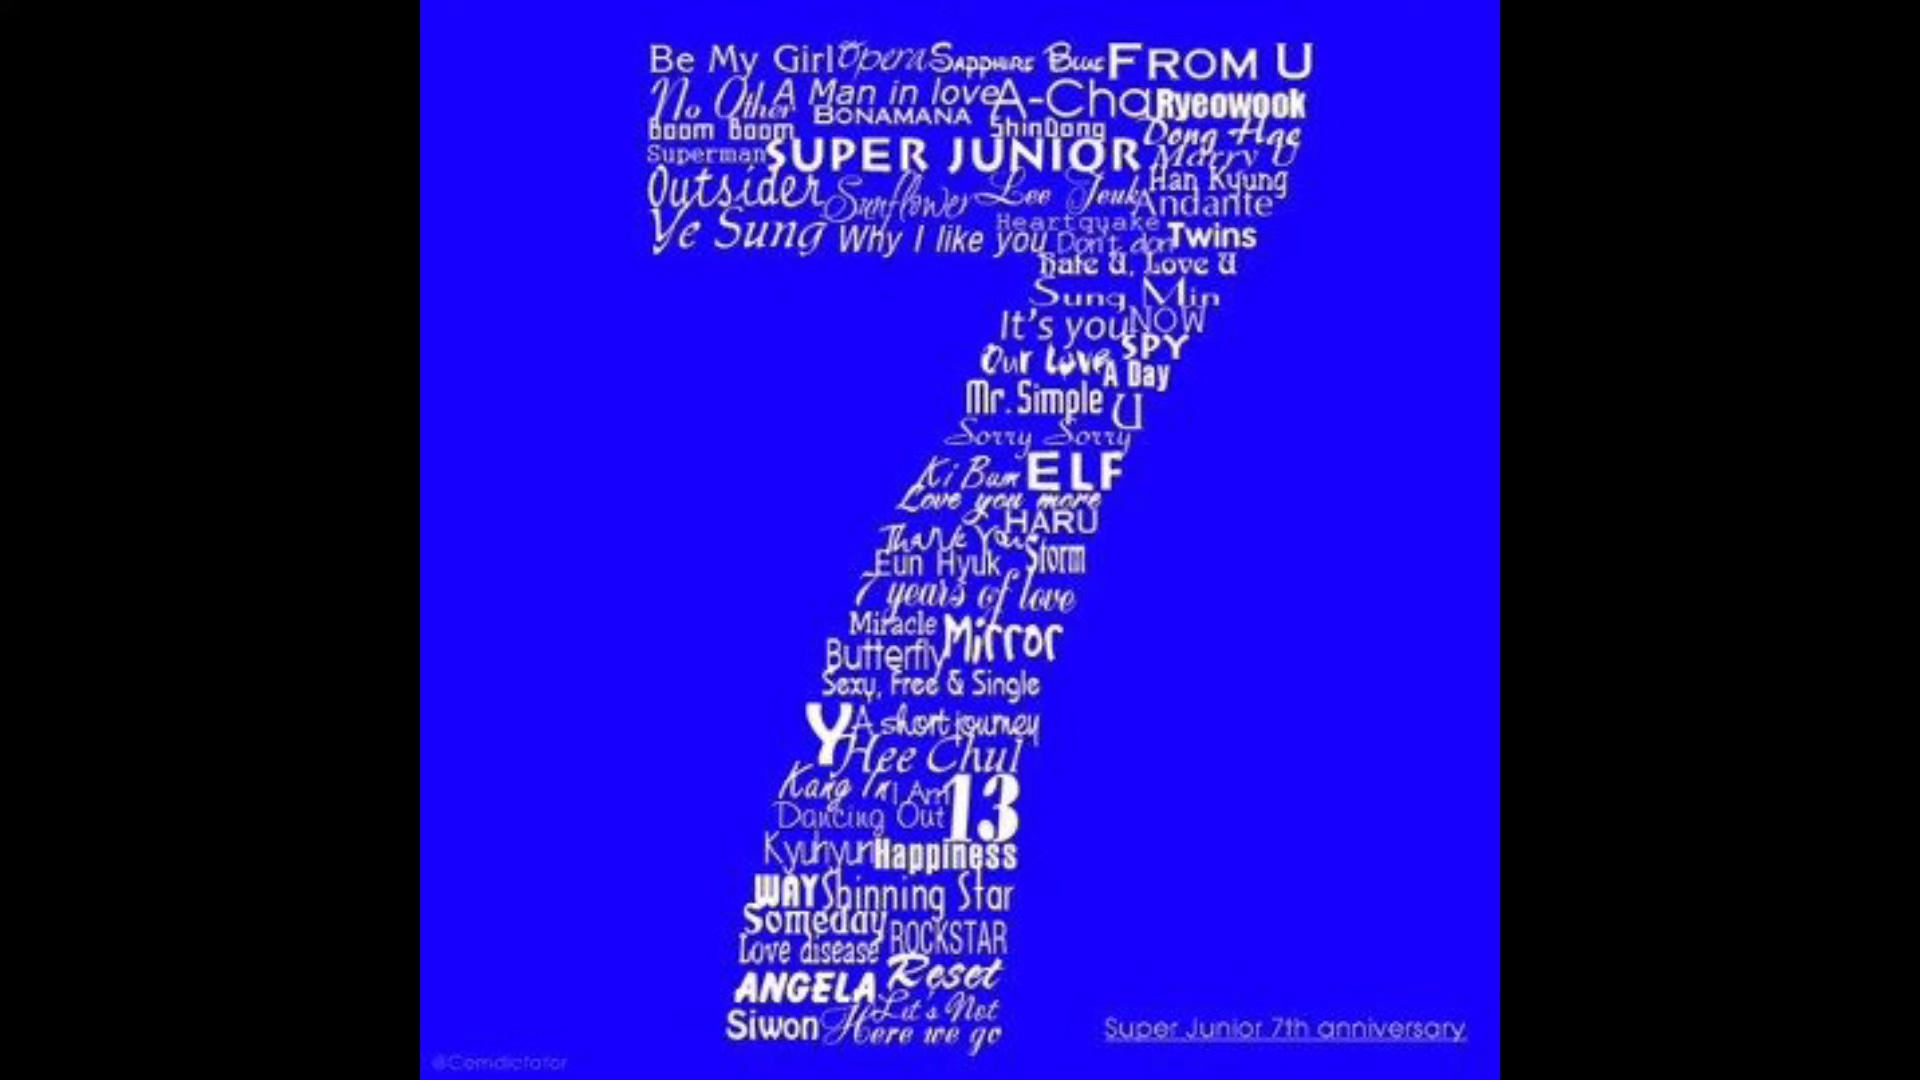 Be My Girl Opera Sapphire Blue FROM U
No Other A Man in love A-Cha Ryeowook
BONAMANA
Boom Boom ShinDong Dong Hae
Superman SUPER JUNIOR Marry U
Outsider Sunflower Lee Teuk Han Kyung
Andante
Ye Sung Why I like you Heartquake Don't don Twins
Hate U, Love U
Sung Min
It's you NOW
Our Love SPY
A Day
Mr. Simple U
Sorry Sorry
Ki Bum ELF
Love you more
HARU
Thank You
Eun Hyuk Storm
7 years of love
Miracle Mirror
Butterfly
Sexy, Free & Single
Y A short journey
Hee Chul
Kang In I Am 13
Dancing Out
Kyuhyun Happiness
WAY Shinning Star
Someday
Love disease ROCKSTAR
ANGELA Reset
Let's Not
Siwon Here we go
Super Junior 7th anniversary
@Cemdictator